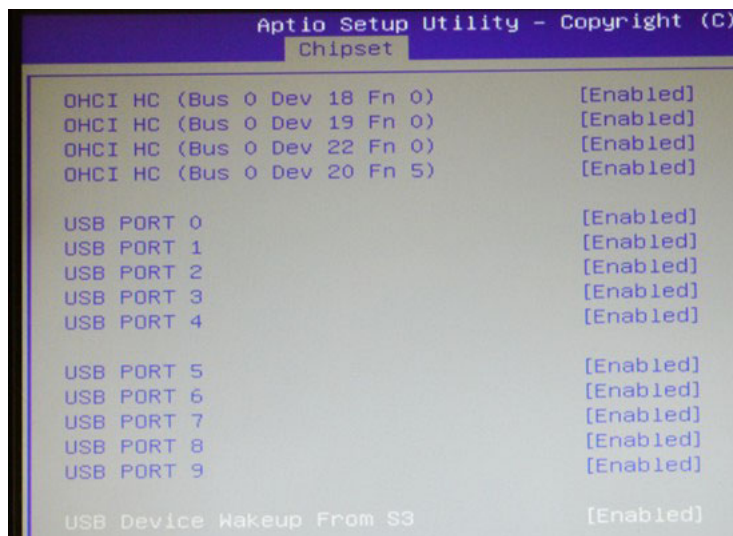 Aptio Setup Utility – Copyright (C)
Chipset
OHCI HC (Bus 0 Dev 18 Fn 0) [Enabled]
OHCI HC (Bus 0 Dev 19 Fn 0) [Enabled]
OHCI HC (Bus 0 Dev 22 Fn 0) [Enabled]
OHCI HC (Bus 0 Dev 20 Fn 5) [Enabled]
USB PORT 0 [Enabled]
USB PORT 1 [Enabled]
USB PORT 2 [Enabled]
USB PORT 3 [Enabled]
USB PORT 4 [Enabled]
USB PORT 5 [Enabled]
USB PORT 6 [Enabled]
USB PORT 7 [Enabled]
USB PORT 8 [Enabled]
USB PORT 9 [Enabled]
USB Device Wakeup From S3 [Enabled]